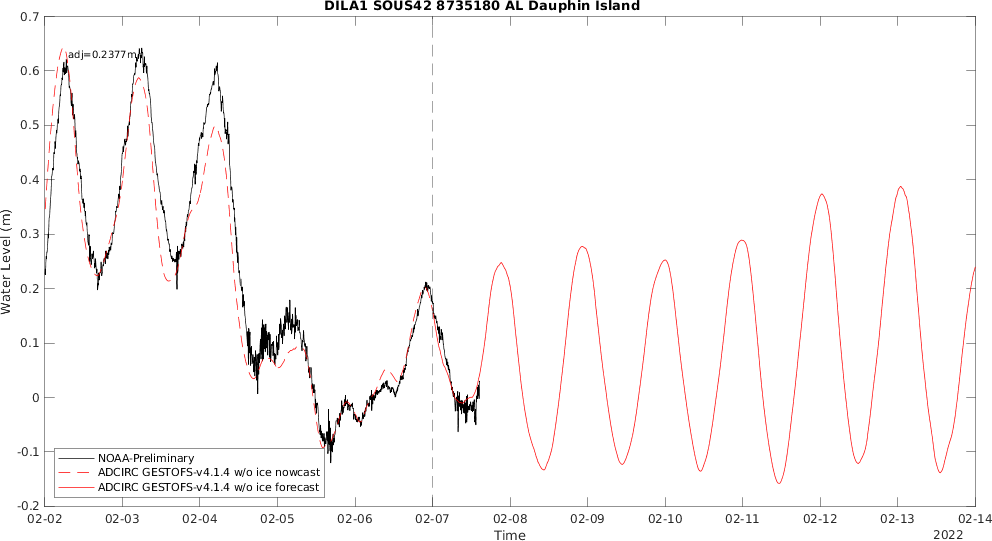 DILA1 SOUS42 8735180 AL Dauphin Island
0.7
0.6
0.5
0.4
0.3
0.2
0.1
0
-0.1
-0.2
Water Level (m)
adj=0.2377m
NOAA-Preliminary
ADCIRC GESTOFS-v4.1.4 w/o ice nowcast
ADCIRC GESTOFS-v4.1.4 w/o ice forecast
02-02 02-03 02-04 02-05 02-06 02-07 02-08 02-09 02-10 02-11 02-12 02-13 02-14
Time
2022